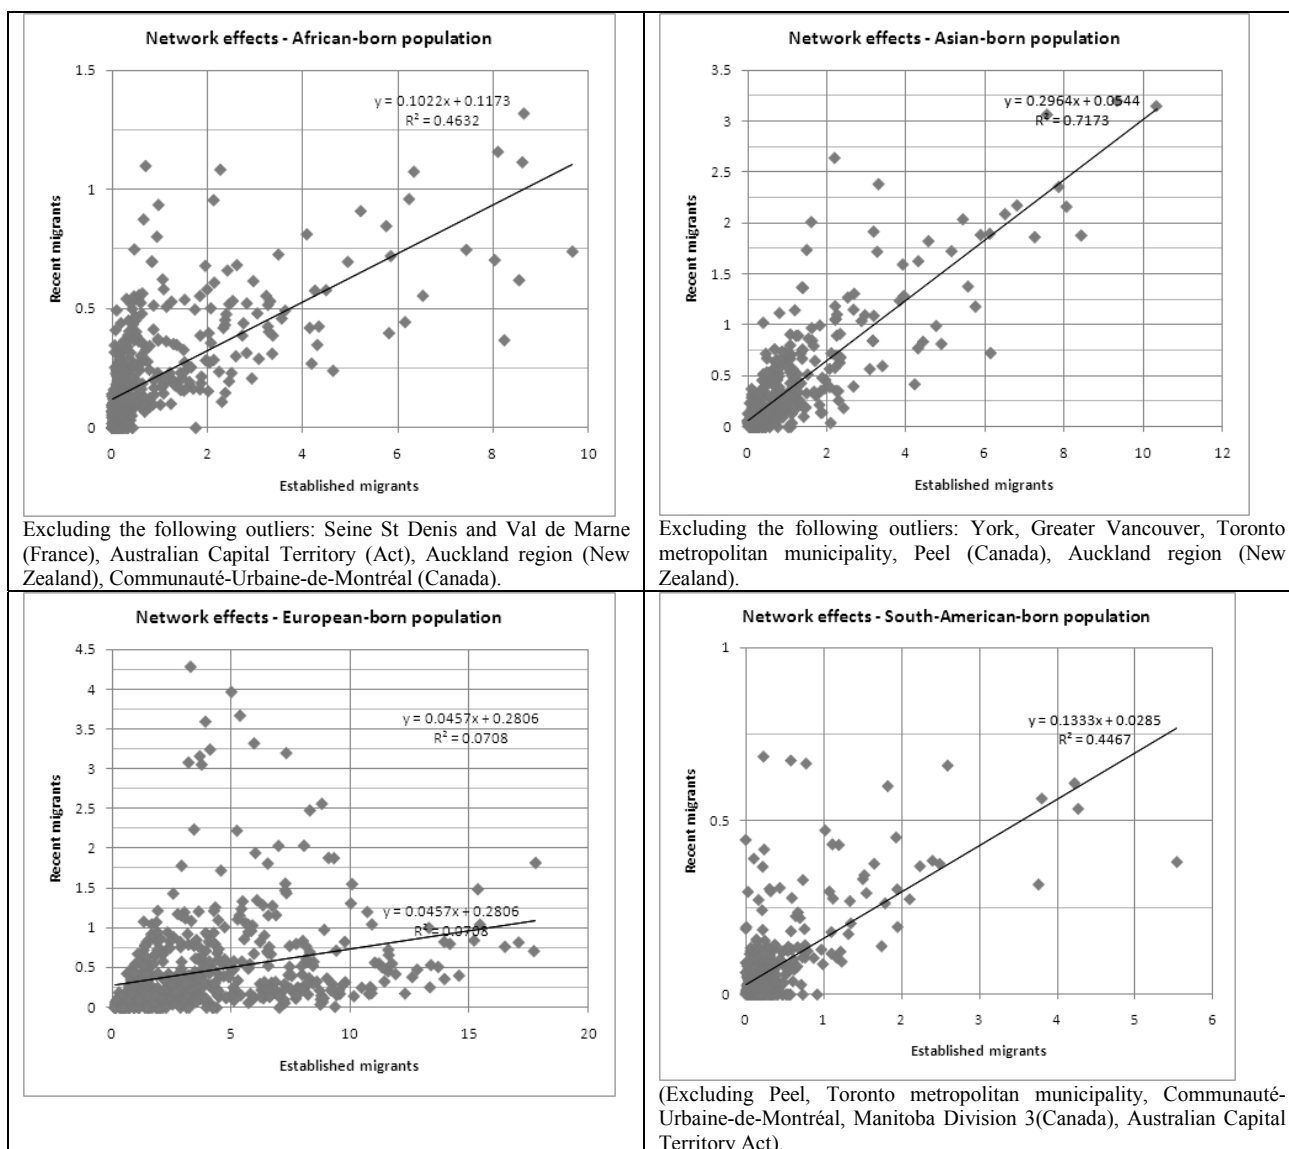 Network effects - African-born population
1.5
y = 0.1022x + 0.1173
R² = 0.4632
1
Recent migrants
0.5
0
0 2 4 6 8 10
Established migrants
Excluding the following outliers: Seine St Denis and Val de Marne
(France), Australian Capital Territory (Act), Auckland region (New
Zealand), Communauté-Urbaine-de-Montréal (Canada).
Network effects - Asian-born population
3.5
y = 0.2964x + 0.0544
3
R² = 0.7173
2.5
2
Recent migrants
1.5
1
0.5
0
0 2 4 6 8 10 12
Established migrants
Excluding the following outliers: York, Greater Vancouver, Toronto
metropolitan municipality, Peel (Canada), Auckland region (New
Zealand).
Network effects - European-born population
4.5
4
y = 0.0457x + 0.2806
3.5
R² = 0.0708
3
2.5
Recent migrants
2
1.5
y = 0.0457x + 0.2806
1
R² = 0.0708
0.5
0
0 5 10 15 20
Established migrants
Network effects - South-American-born population
1
y = 0.1333x + 0.0285
R² = 0.4467
Recent migrants
0.5
0
0 1 2 3 4 5 6
Established migrants
(Excluding Peel, Toronto metropolitan municipality, Communauté-
Urbaine-de-Montréal, Manitoba Division 3(Canada), Australian Capital
Territory Act).